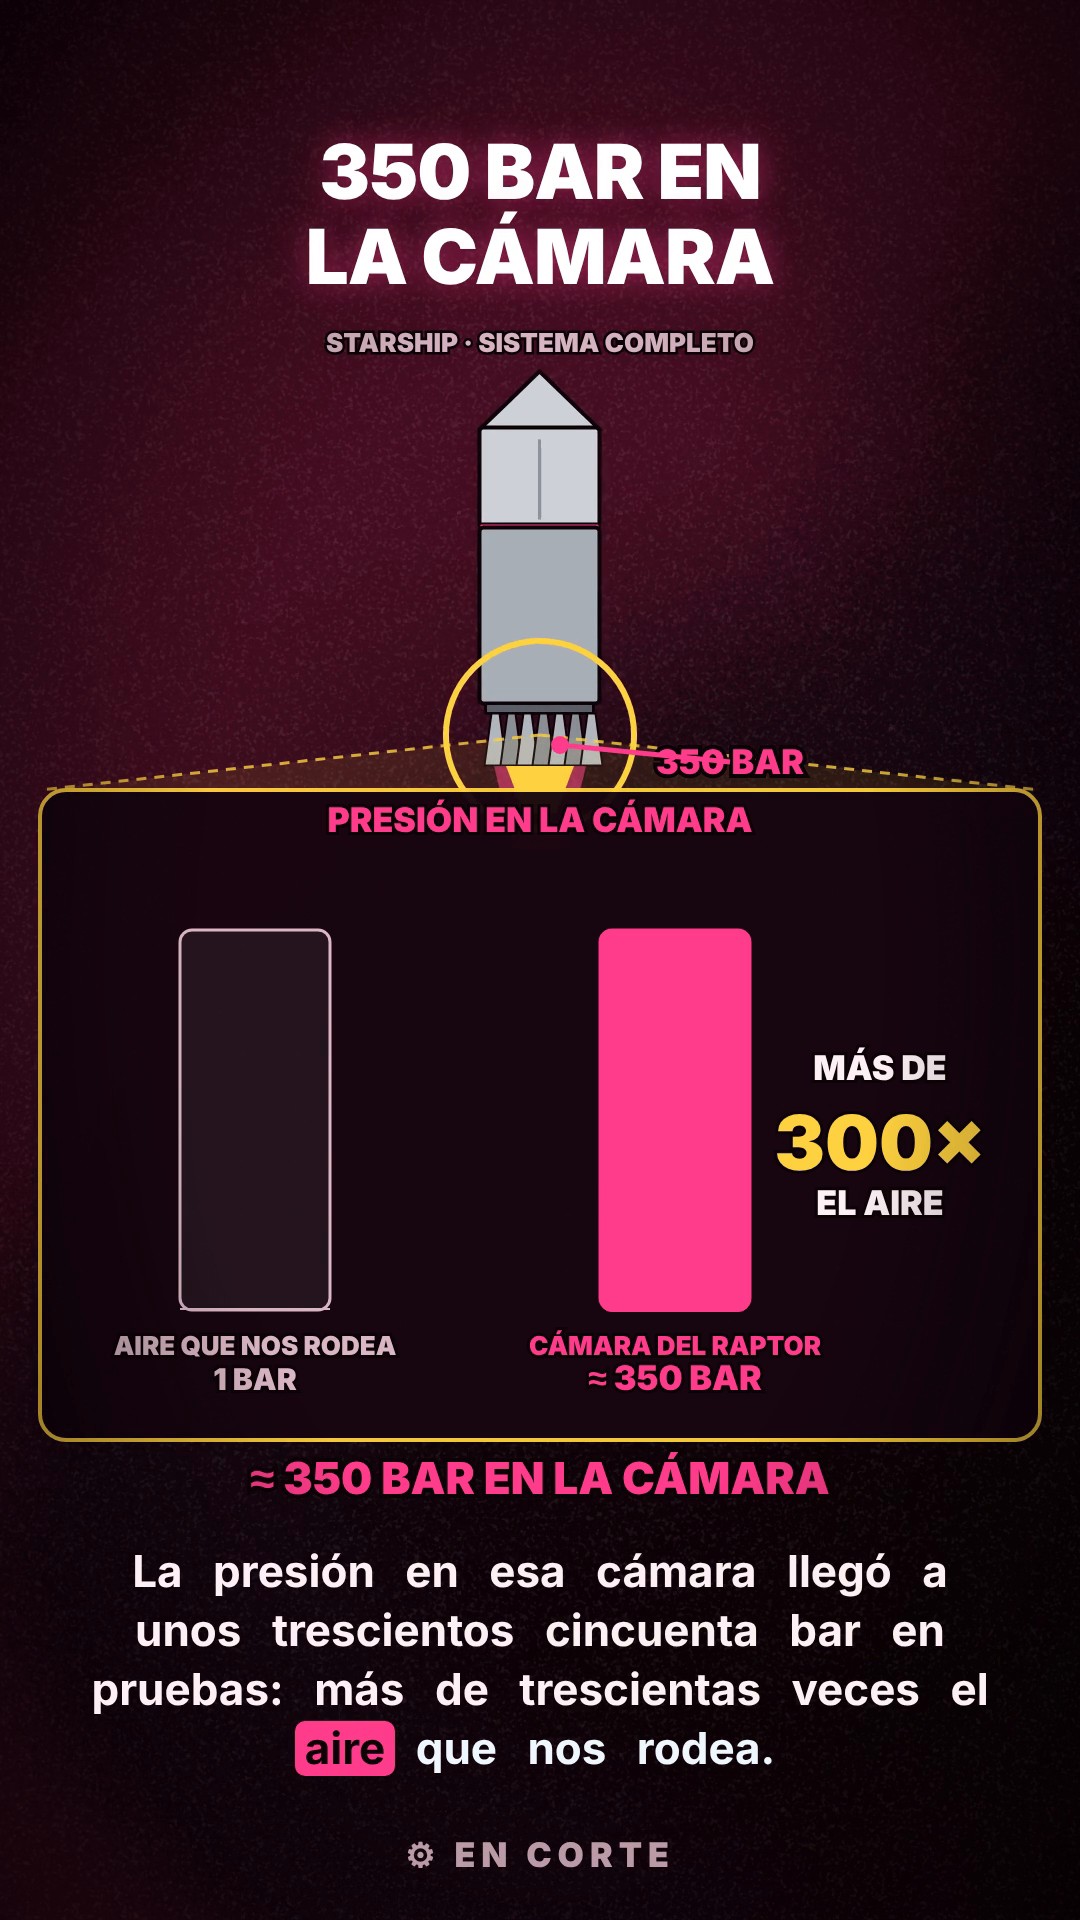 350 BAR EN
LA CÁMARA
STARSHIP · SISTEMA COMPLETO
350 BAR
PRESIÓN EN LA CÁMARA
MÁS DE
300×
EL AIRE
AIRE QUE NOS RODEA
1 BAR
CÁMARA DEL RAPTOR
≈ 350 BAR
≈ 350 BAR EN LA CÁMARA
La presión en esa cámara llegó a
unos trescientos cincuenta bar en
pruebas: más de trescientas veces el
aire que nos rodea.
⚙ EN CORTE